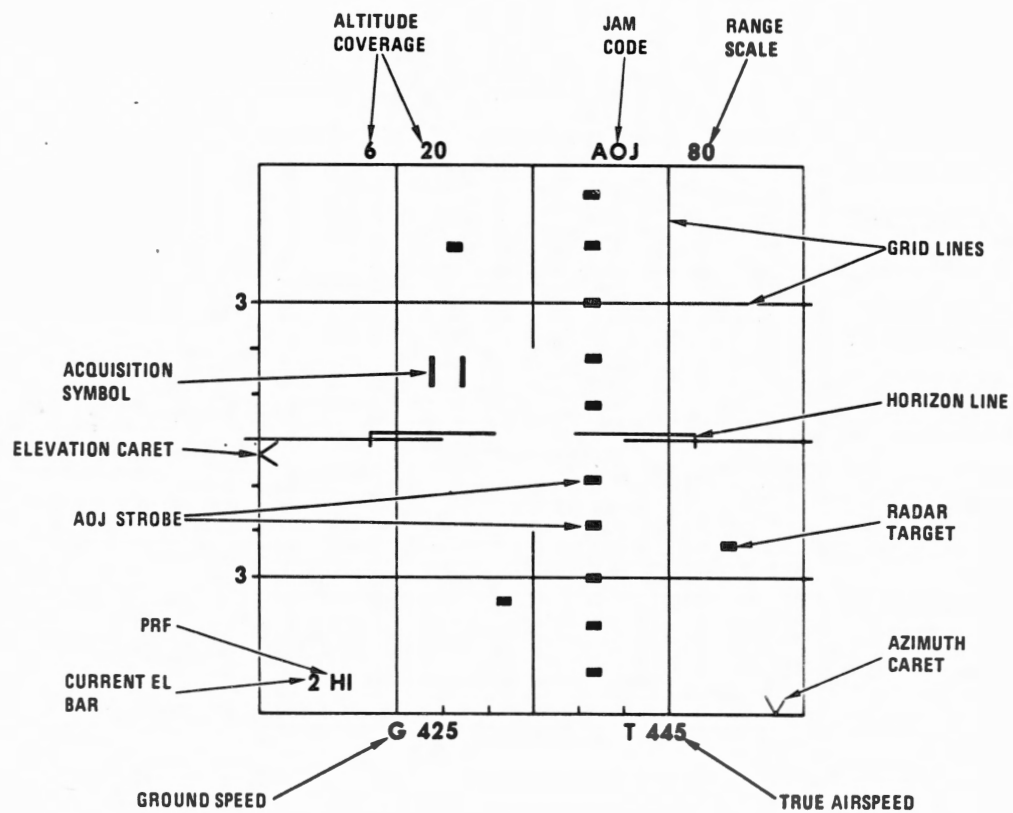 ALTITUDE
COVERAGE
JAM
CODE
RANGE
SCALE
6 20 AOJ 80
GRID LINES
3
ACQUISITION
SYMBOL
HORIZON LINE
ELEVATION CARET
AOJ STROBE
RADAR
TARGET
3
PRF
2 HI
CURRENT EL
BAR
AZIMUTH
CARET
G 425 T 445
GROUND SPEED
TRUE AIRSPEED